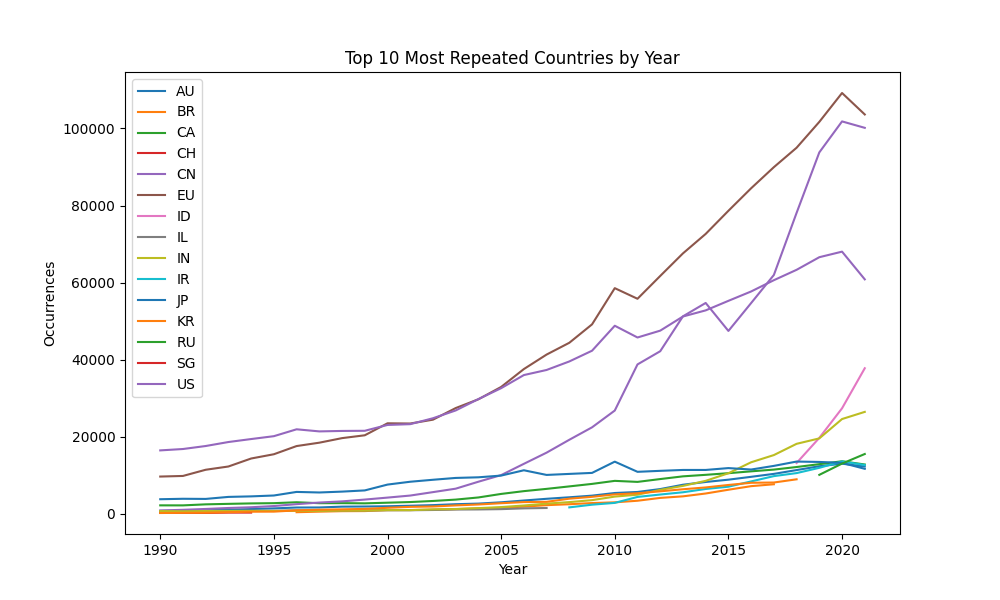 Top 10 Most Repeated Countries by Year
AU
BR
CA
CH
CN
EU
ID
IL
IN
IR
JP
KR
RU
SG
US
100000
80000
60000
40000
20000
0
Occurrences
1990
1995
2000
2005
2010
2015
2020
Year